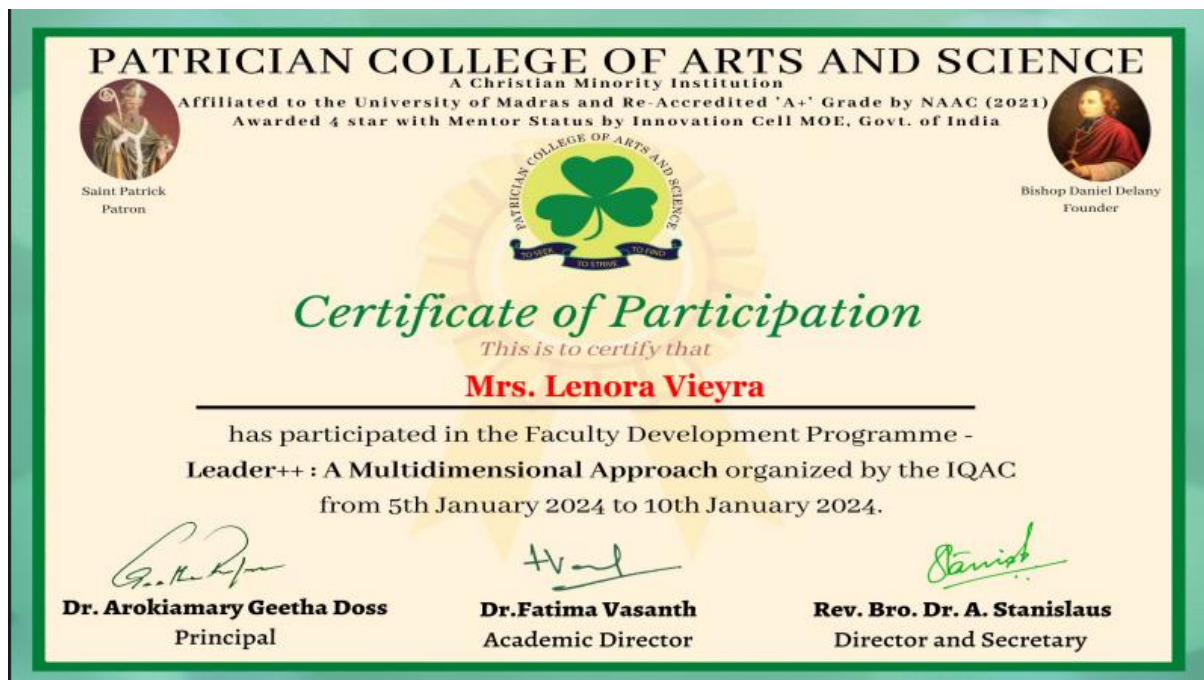 PATRICIAN COLLEGE OF ARTS AND SCIENCE
A Christian Minority Institution
Affiliated to the University of Madras and Re-Accredited 'A+' Grade by NAAC (2021)
Awarded 4 star with Mentor Status by Innovation Cell MOE, Govt. of India
Saint Patrick
Patron
Bishop Daniel Delany
Founder
PATRICIAN COLLEGE OF ARTS AND SCIENCE
TO SEEK
TO STRIVE
TO FIND
Certificate of Participation
This is to certify that
Mrs. Lenora Vieyra
has participated in the Faculty Development Programme -
Leader++ : A Multidimensional Approach organized by the IQAC
from 5th January 2024 to 10th January 2024.
Stanist
Dr. Arokiamary Geetha Doss
Principal
Dr.Fatima Vasanth
Academic Director
Rev. Bro. Dr. A. Stanislaus
Director and Secretary